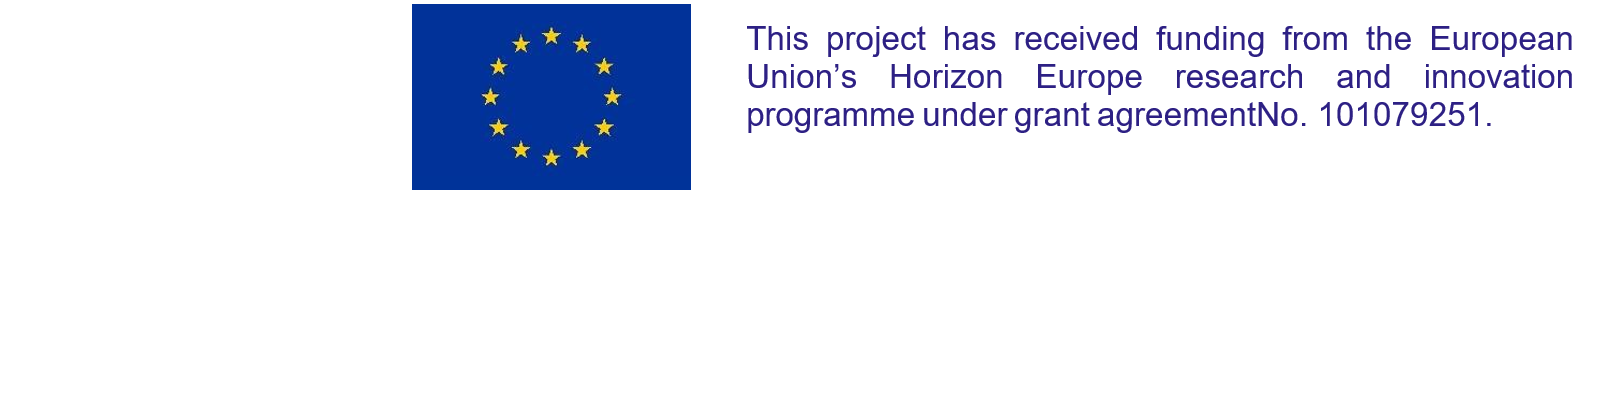 This project has received funding from the European
Union’s Horizon Europe research and innovation
programme under grant agreementNo. 101079251.